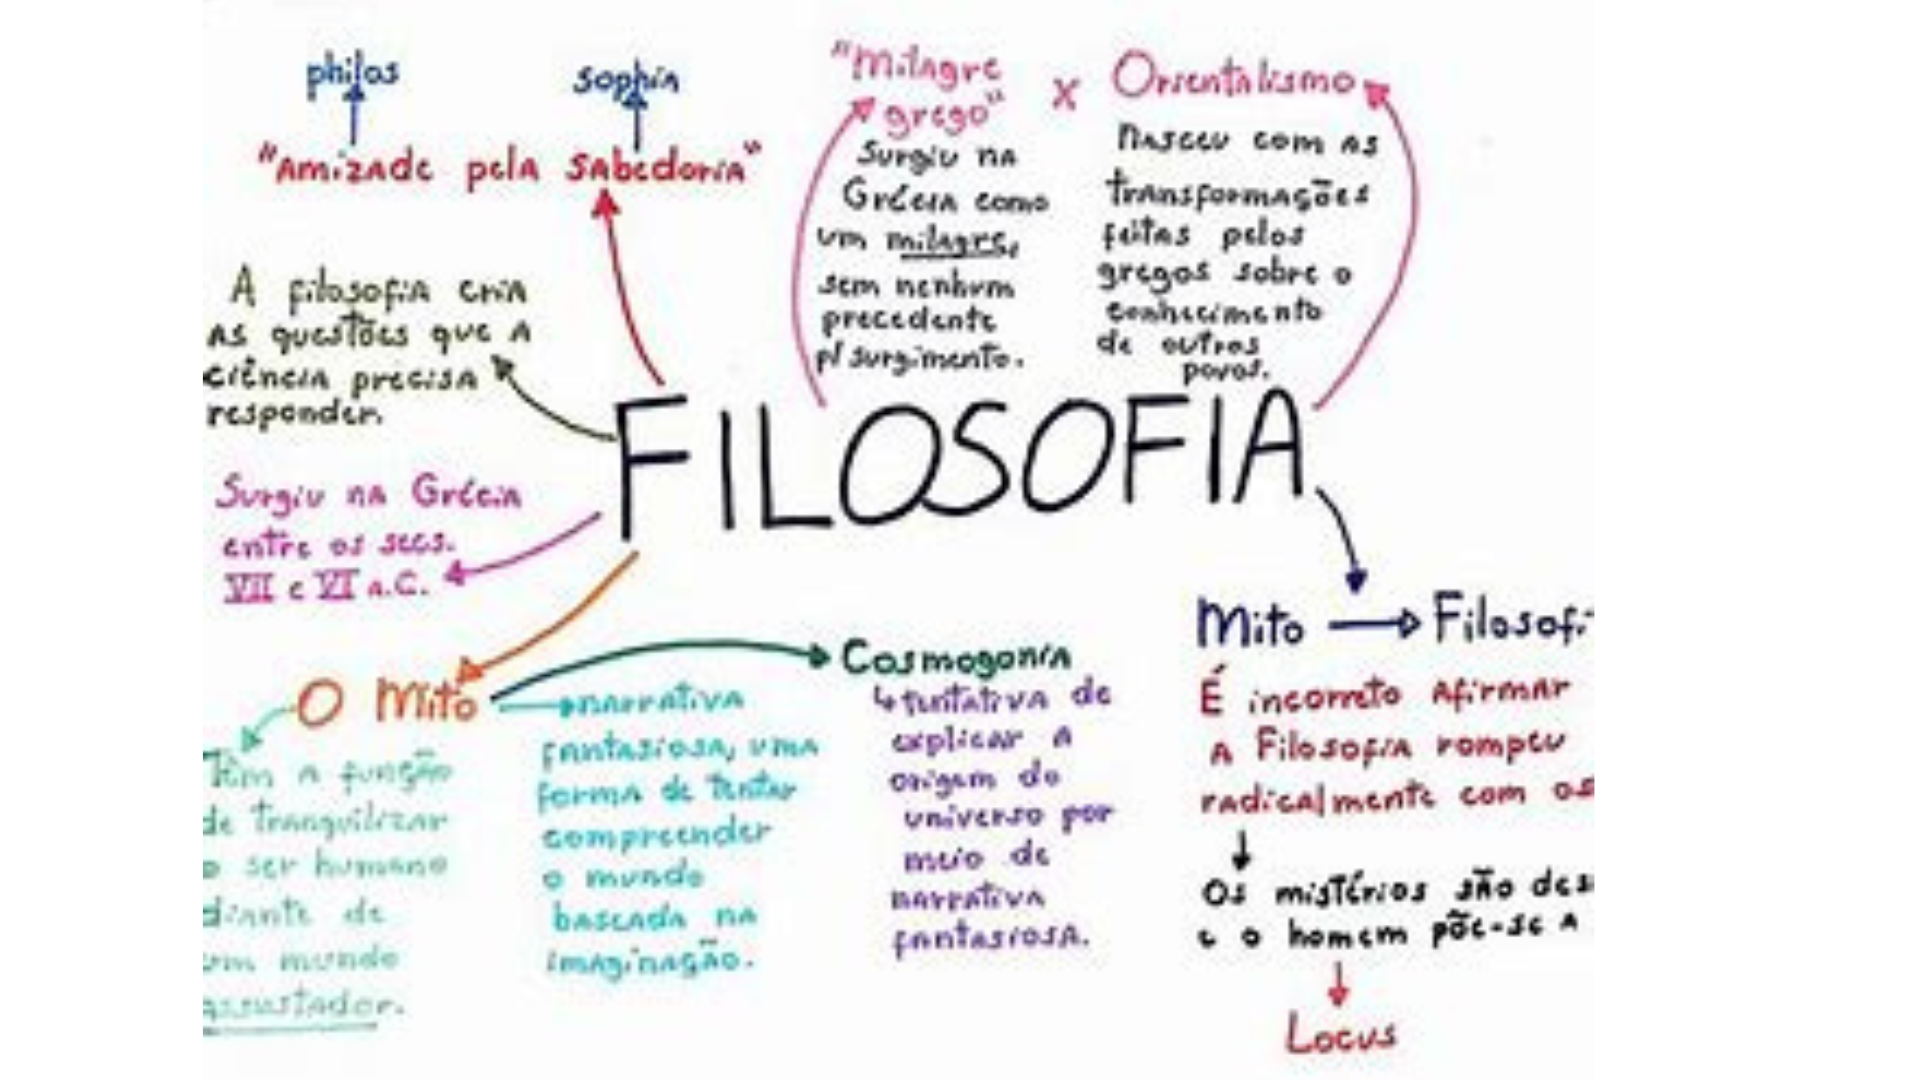 philos
sophia
"Amizade pela sabedoria"
"Milagre
grego"
x
Orientalismo
Surgiu na
Grécia como
um milagre,
sem nenhum
precedente
p/ surgimento.
Nasceu com as
transformações
feitas pelos
gregos sobre o
conhecimento
de outros
povos.
A filosofia cria
as questões que a
ciência precisa
responder.
FILOSOFIA
Surgiu na Grécia
entre os secs.
VII e VI a.C.
O Mito
Têm a função
de tranquilizar
o ser humano
diante de
um mundo
assustador.
narrativa
fantasiosa, uma
forma de tentar
compreender
o mundo
baseada na
imaginação.
Cosmogonia
tentativa de
explicar a
origem do
universo por
meio de
narrativa
fantasiosa.
Mito → Filosofi
É incorreto afirmar
a Filosofia rompeu
radicalmente com os
Os mistérios são des
e o homem põe-se a
Locus